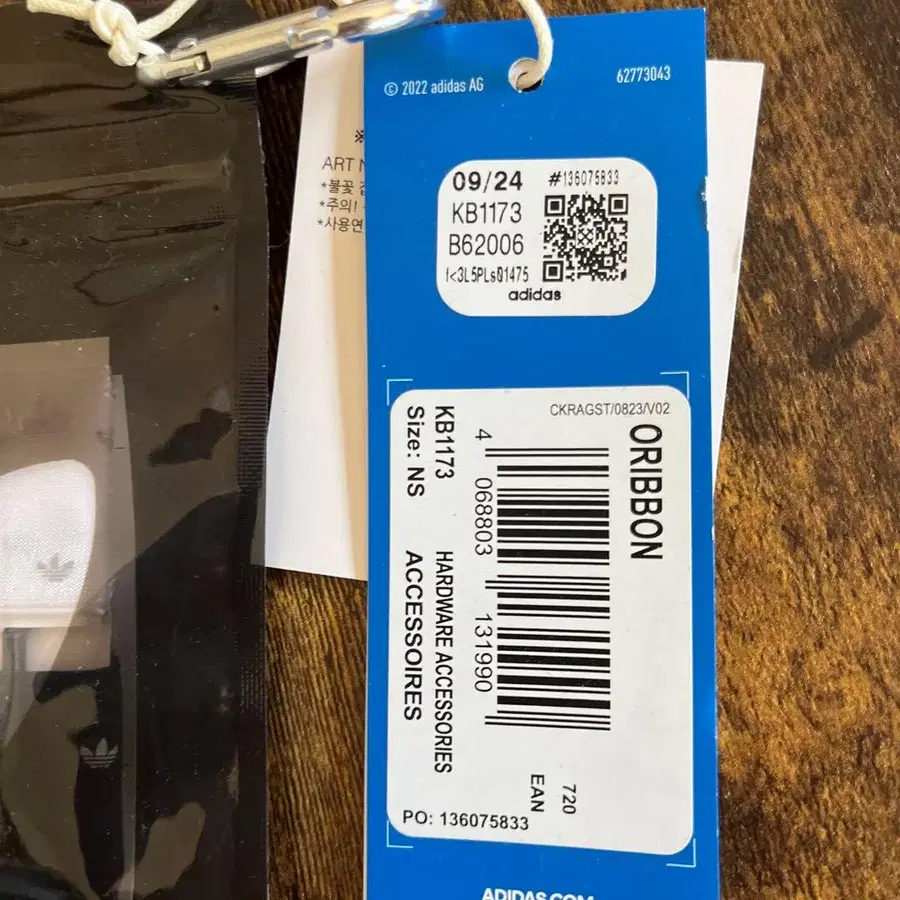 © 2022 adidas AG
62773043
09/24 #136075833
KB1173
B62006
adidas
ART
*불꽃
*주의!
*사용연
CKRAGST/0823/V02
ORIBBON
4 068803 131990
KB1173 HARDWARE ACCESSORIES
Size: NS ACCESSOIRES
720
EAN
PO: 136075833
ADIDAS.COM